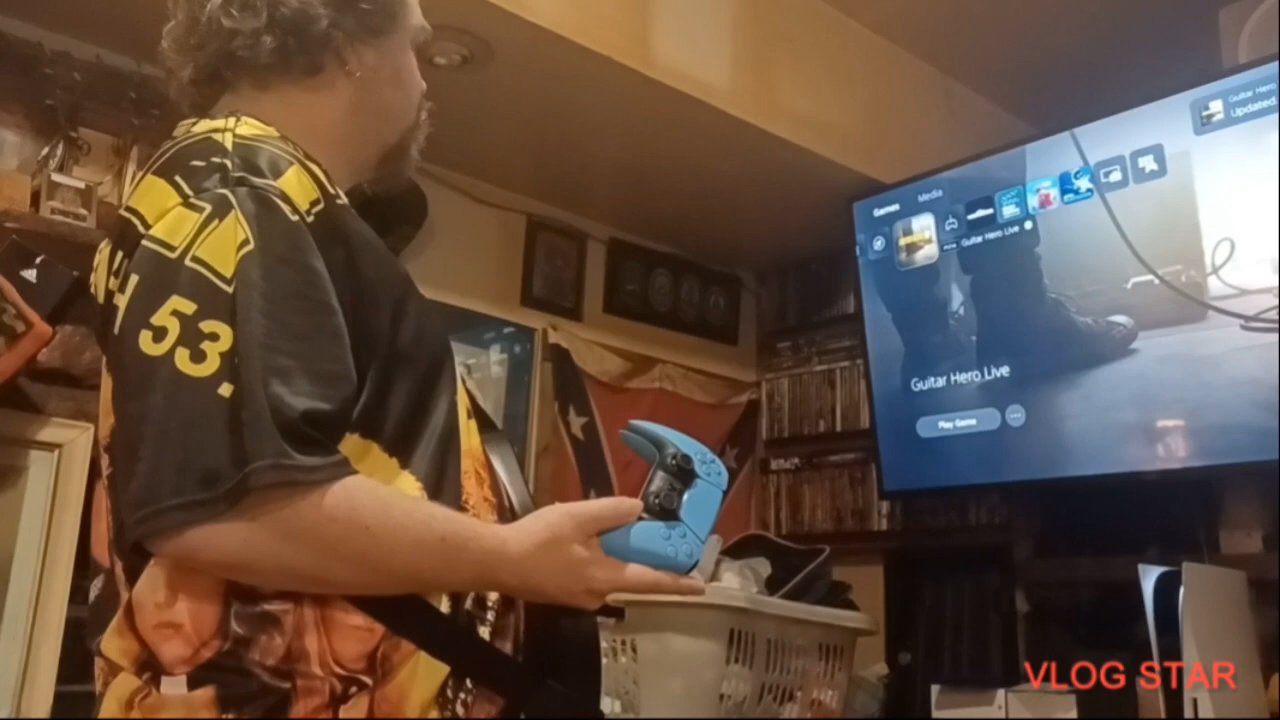 Guitar Hero
Updated
Games Media
Guitar Hero Live
Guitar Hero Live
Play Game
53.
VLOG STAR